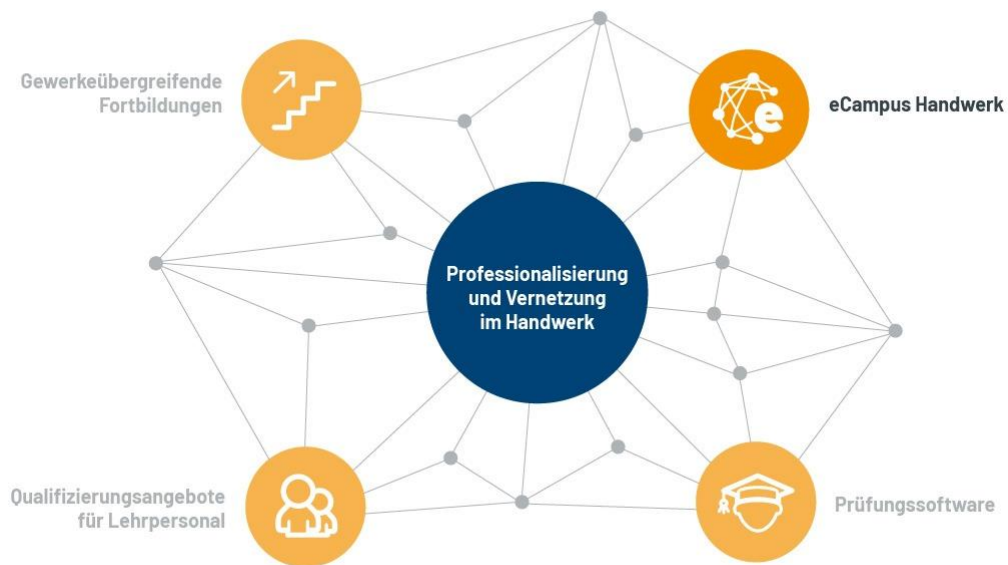 Gewerkeübergreifende
Fortbildungen
e
eCampus Handwerk
Professionalisierung
und Vernetzung
im Handwerk
Qualifizierungsangebote
für Lehrpersonal
Prüfungssoftware